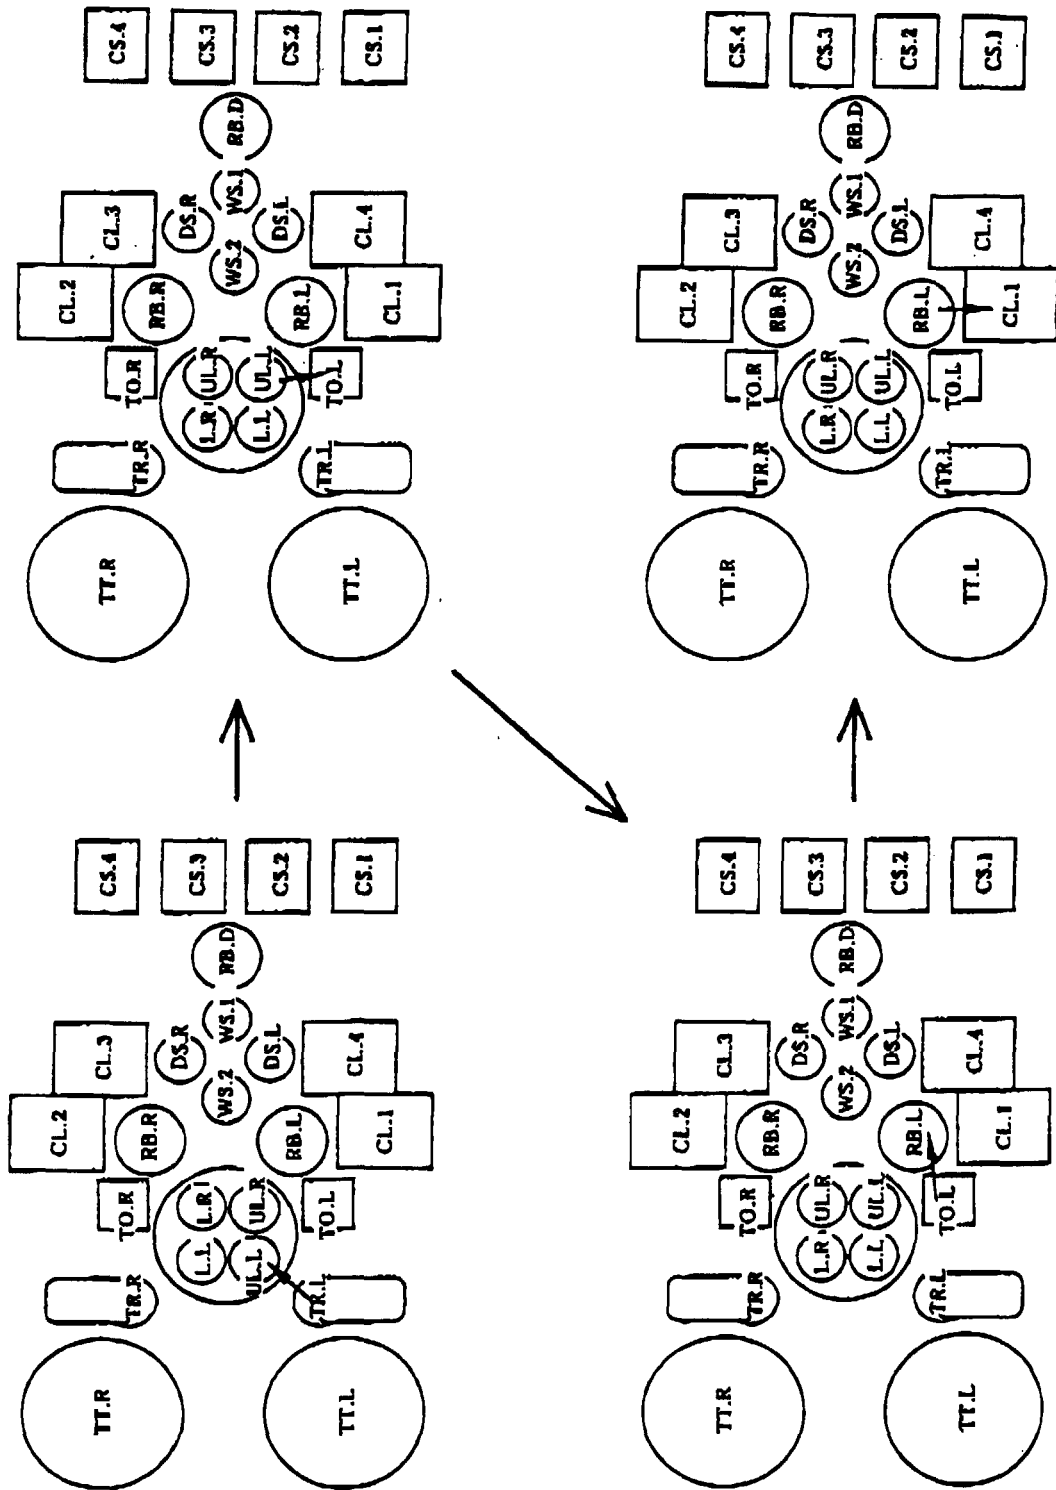 TT.L
TT.R
TR.L
TR.R
UL.L
L.L
TO.L
UL.R
L.R
TO.R
CL.1
RB.L
RB.R
CL.2
WS.2
CL.4
DS.L
DS.R
CL.3
WS.1
RB.D
CS.1
CS.2
CS.3
CS.4
TT.L
TT.R
TR.L
TR.R
L.L
L.R
TO.L
UL.L
UL.R
TO.R
CL.1
RB.L
RB.R
CL.2
WS.2
CL.4
DS.L
DS.R
CL.3
WS.1
RB.D
CS.1
CS.2
CS.3
CS.4
TT.L
TT.R
TR.L
TR.R
L.L
L.R
TO.L
UL.L
UL.R
TO.R
CL.1
RB.L
RB.R
CL.2
WS.2
CL.4
DS.L
DS.R
CL.3
WS.1
RB.D
CS.1
CS.2
CS.3
CS.4
TT.L
TT.R
TR.L
TR.R
L.L
L.R
TO.L
UL.L
UL.R
TO.R
CL.1
RB.L
RB.R
CL.2
WS.2
CL.4
DS.L
DS.R
CL.3
WS.1
RB.D
CS.1
CS.2
CS.3
CS.4